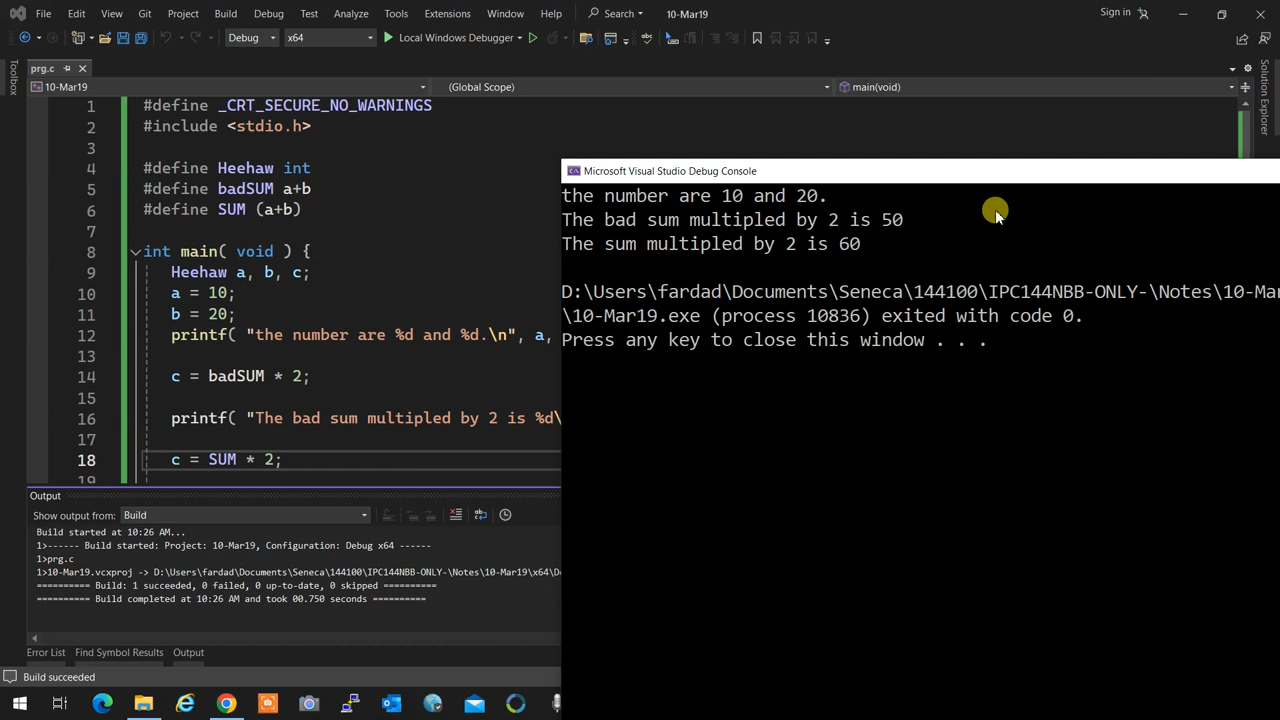 File Edit View Git Project Build Debug Test Analyze Tools Extensions Window Help Search 10-Mar19 Sign in
Debug x64 Local Windows Debugger
prg.c
10-Mar19 (Global Scope) main(void)
Toolbox
Solution Explorer
1 #define _CRT_SECURE_NO_WARNINGS
2 #include <stdio.h>
3
4 #define Heehaw int
5 #define badSUM a+b
6 #define SUM (a+b)
7
8 int main( void ) {
9 Heehaw a, b, c;
10 a = 10;
11 b = 20;
12 printf( "the number are %d and %d.\n", a,
13
14 c = badSUM * 2;
15
16 printf( "The bad sum multipled by 2 is %d\
17
18 c = SUM * 2;
19
Microsoft Visual Studio Debug Console
the number are 10 and 20.
The bad sum multipled by 2 is 50
The sum multipled by 2 is 60
D:\Users\fardad\Documents\Seneca\144100\IPC144NBB-ONLY-\Notes\10-Mar
\10-Mar19.exe (process 10836) exited with code 0.
Press any key to close this window . . .
Output
Show output from: Build
Build started at 10:26 AM...
1>------ Build started: Project: 10-Mar19, Configuration: Debug x64 ------
1>prg.c
1>10-Mar19.vcxproj -> D:\Users\fardad\Documents\Seneca\144100\IPC144NBB-ONLY-\Notes\10-Mar19\x64\D
========== Build: 1 succeeded, 0 failed, 0 up-to-date, 0 skipped ==========
========== Build completed at 10:26 AM and took 00.750 seconds ==========
Error List Find Symbol Results Output
Build succeeded